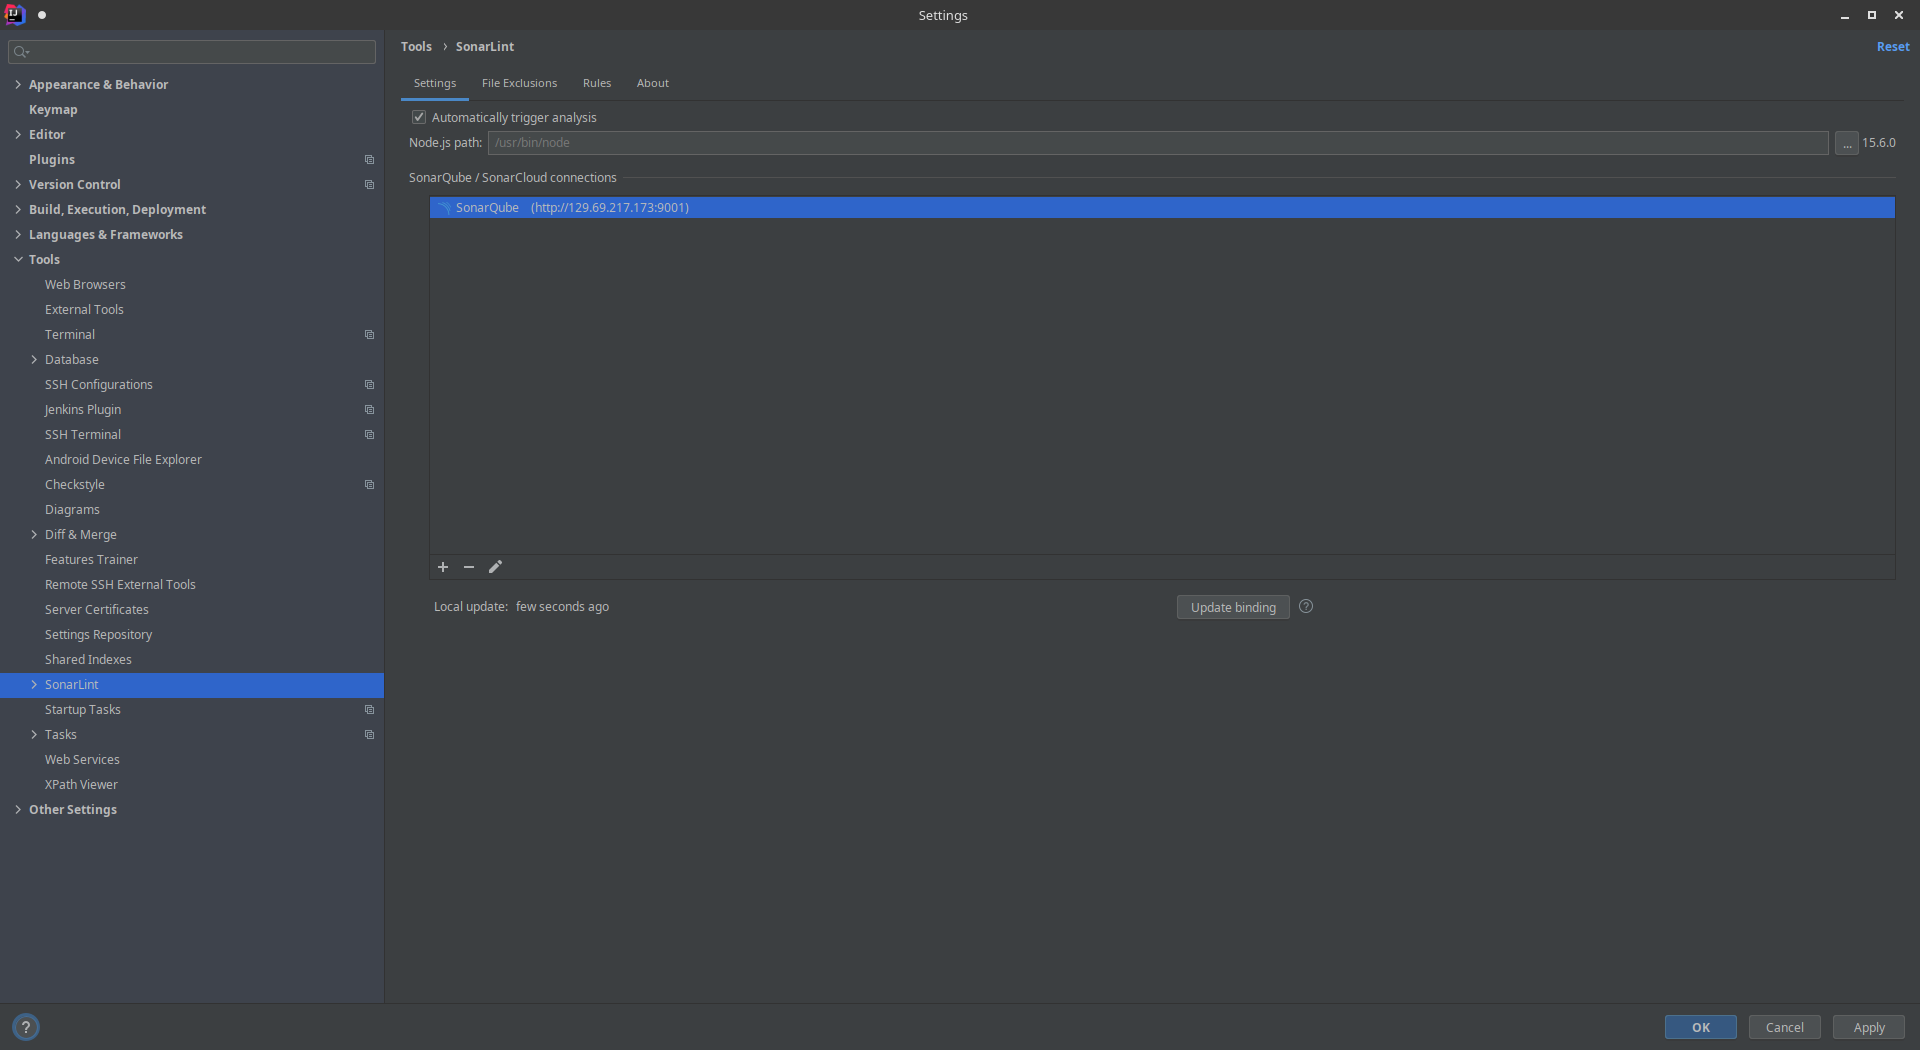 Settings
Tools › SonarLint
Reset
Appearance & Behavior
Keymap
Editor
Plugins
Version Control
Build, Execution, Deployment
Languages & Frameworks
Tools
Web Browsers
External Tools
Terminal
Database
SSH Configurations
Jenkins Plugin
SSH Terminal
Android Device File Explorer
Checkstyle
Diagrams
Diff & Merge
Features Trainer
Remote SSH External Tools
Server Certificates
Settings Repository
Shared Indexes
SonarLint
Startup Tasks
Tasks
Web Services
XPath Viewer
Other Settings
Settings File Exclusions Rules About
Automatically trigger analysis
Node.js path: /usr/bin/node ... 15.6.0
SonarQube / SonarCloud connections
SonarQube (http://129.69.217.173:9001)
Local update: few seconds ago Update binding ?
? OK Cancel Apply